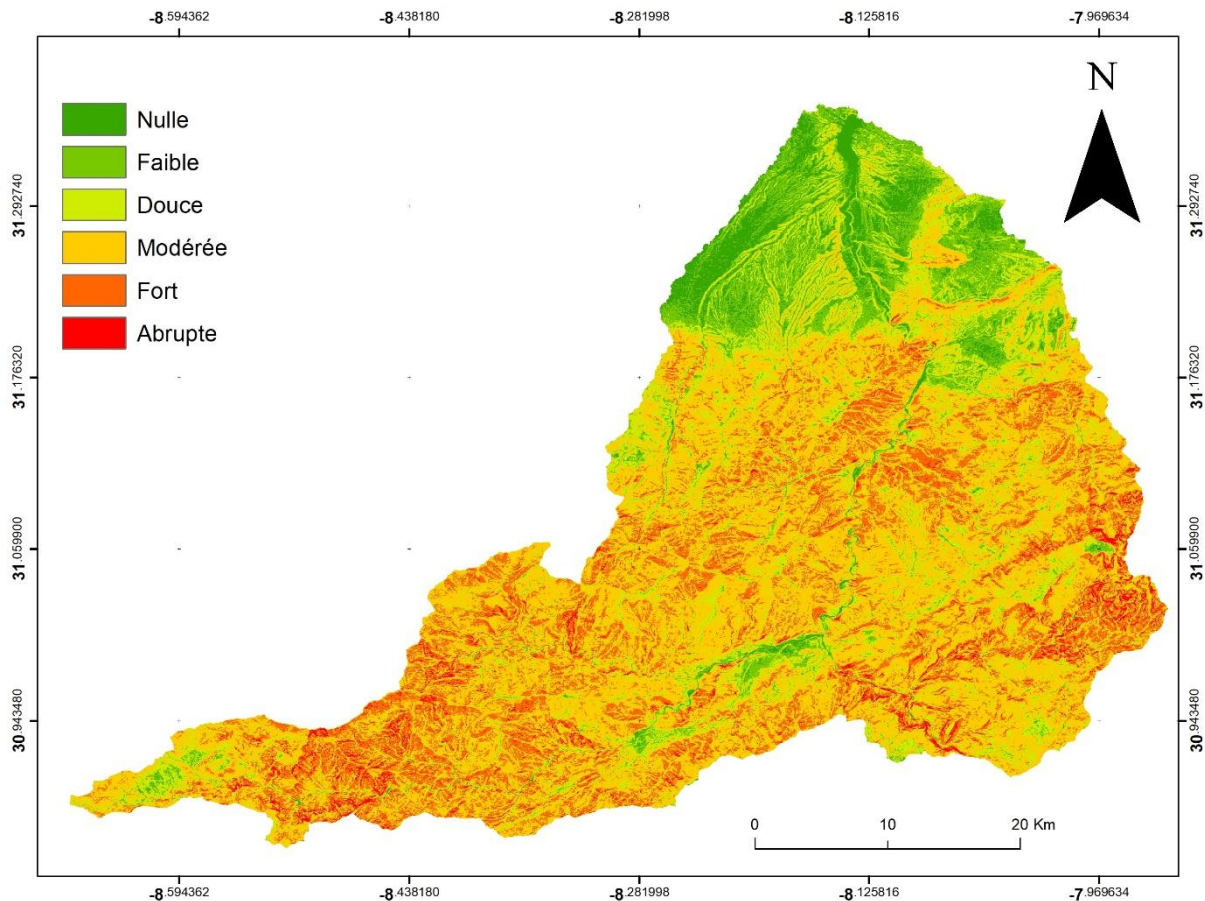 -8.594362 -8.438180 -8.281998 -8.125816 -7.969634
N
Nulle
Faible
Douce
Modérée
Fort
Abrupte
31.292740 31.292740
31.176320 31.176320
31.059900 31.059900
30.943480 30.943480
0 10 20 Km
-8.594362 -8.438180 -8.281998 -8.125816 -7.969634